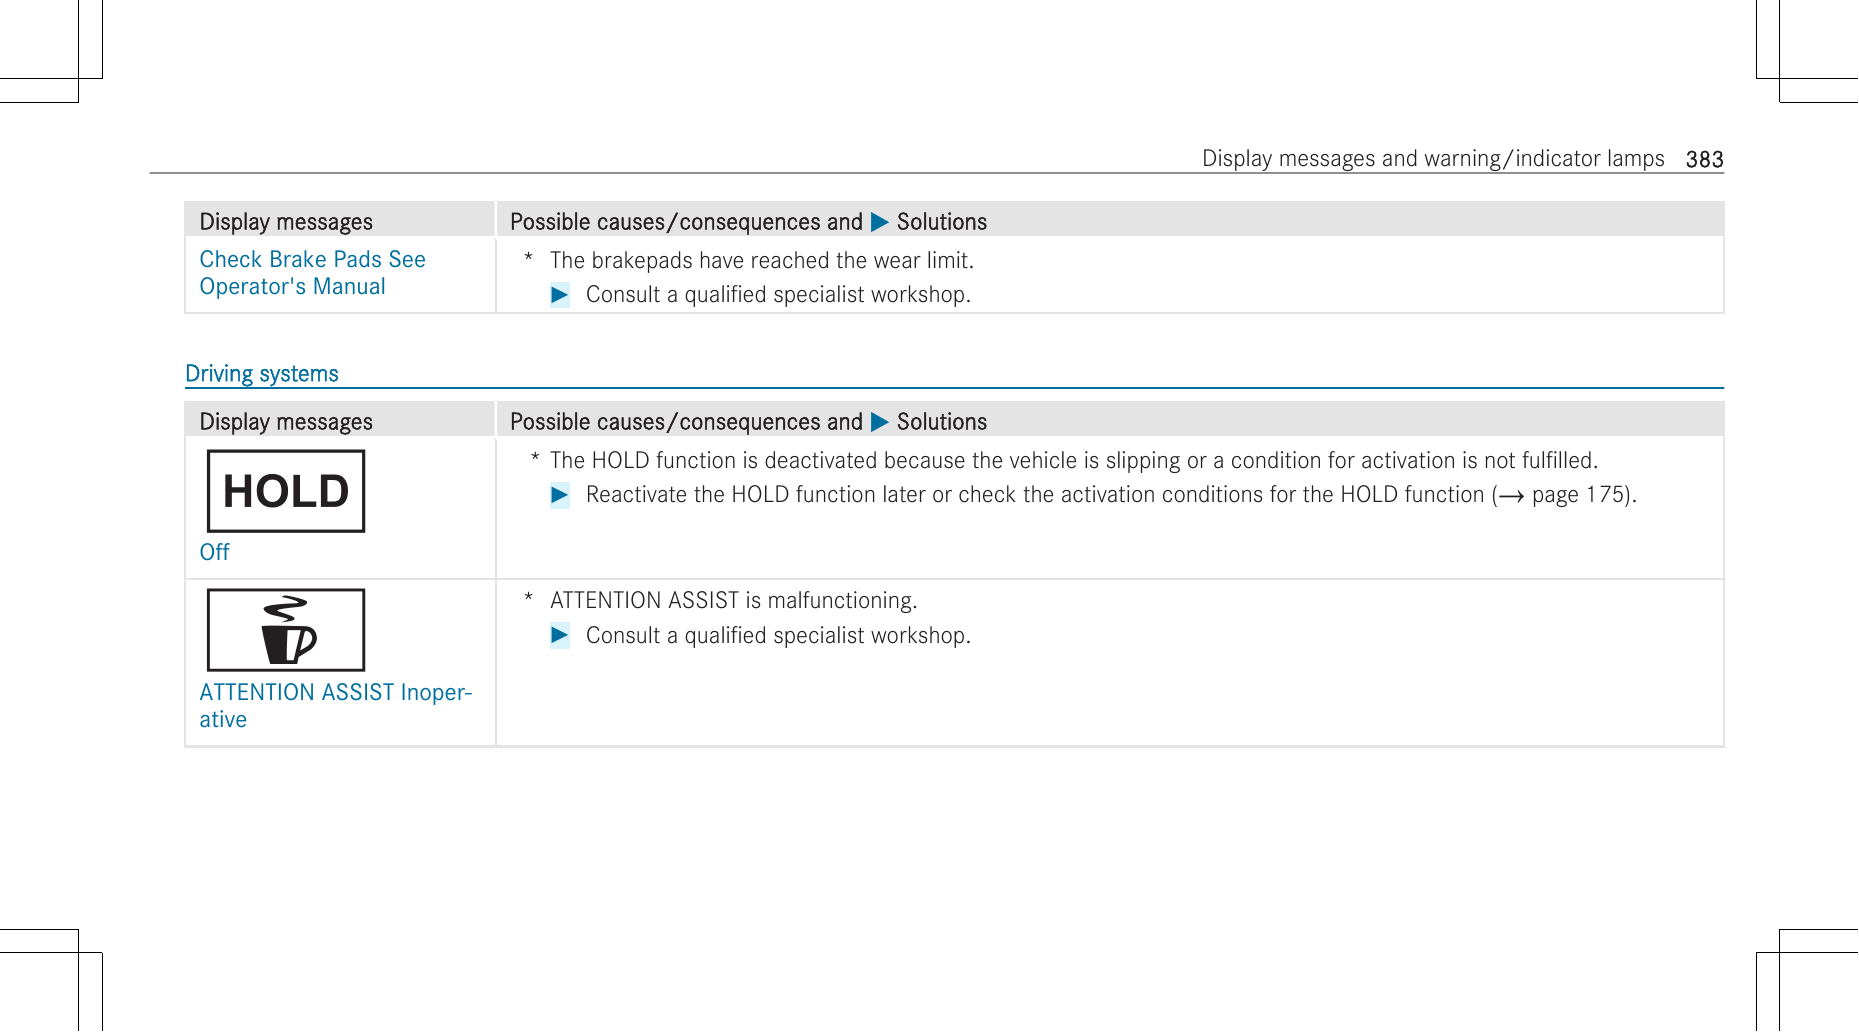 Display messages and warning/indicator lamps 383
Display messages Possible causes/consequences and ▶ Solutions
Check Brake Pads See
Operator's Manual
* The brakepads have reached the wear limit.
▶ Consult a qualified specialist workshop.
Driving systems
Display messages Possible causes/consequences and ▶ Solutions
HOLD
Off
* The HOLD function is deactivated because the vehicle is slipping or a condition for activation is not fulfilled.
▶ Reactivate the HOLD function later or check the activation conditions for the HOLD function (→ page 175).
ATTENTION ASSIST Inoper-
ative
* ATTENTION ASSIST is malfunctioning.
▶ Consult a qualified specialist workshop.